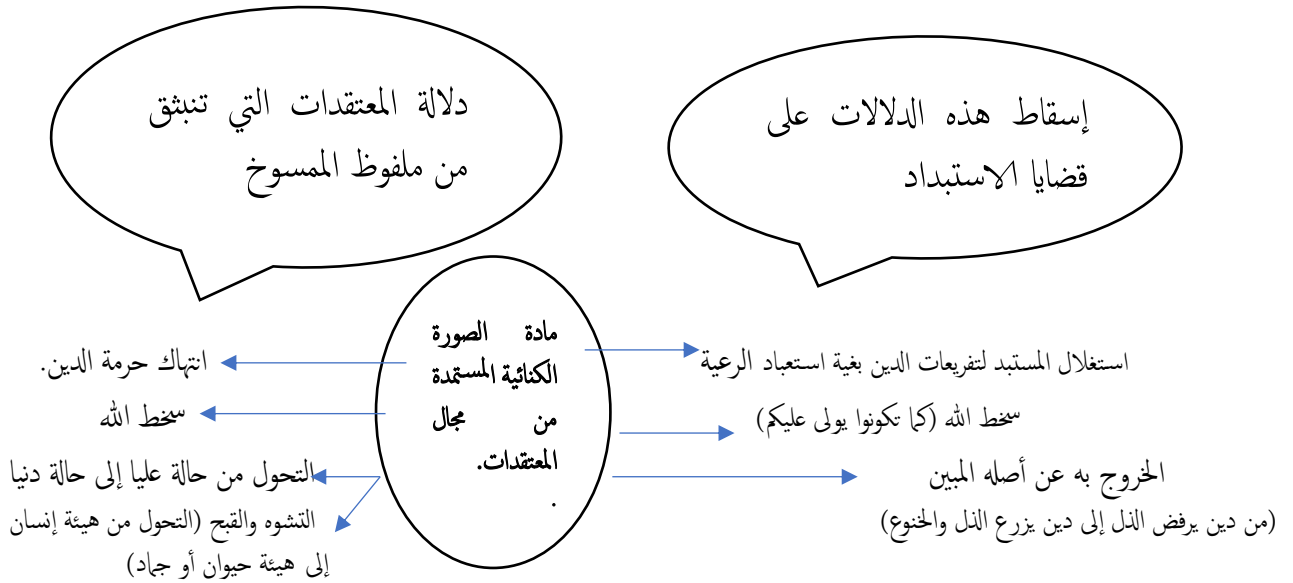 إسقاط هذه الدلالات على
قضايا الاستبداد
دلالة المعتقدات التي تنبثق
من ملفوظ الممسوخ
مادة الصورة
الكنائية المستمدة
من مجال
المعتقدات.
.
استغلال المستبد لتفريعات الدين بغية استعباد الرعية
سخط الله (كما تكونوا يولى عليكم)
الخروج به عن أصله المبين
(من دين يرفض الذل إلى دين يزرع الذل والخنوع)
انتهاك حرمة الدين.
سخط الله
التحول من حالة عليا إلى حالة دنيا
التشوه والقبح (التحول من هيئة إنسان
إلى هيئة حيوان أو جماد)